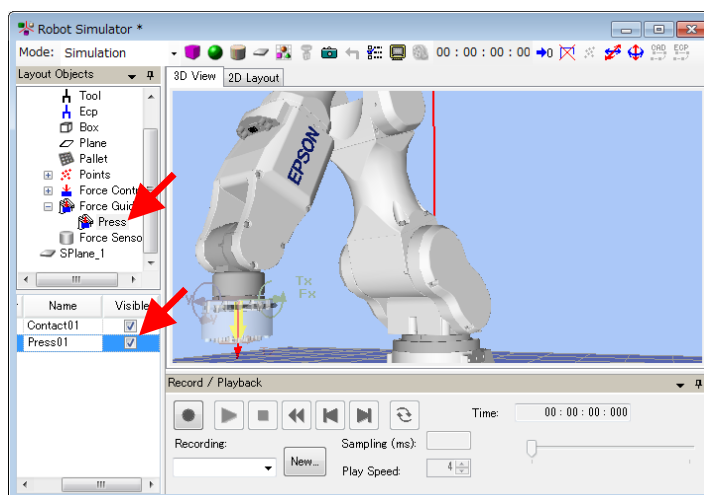 Robot Simulator *
Mode: Simulation
00 : 00 : 00 : 00
CAD
ECP
Layout Objects
3D View
2D Layout
Tool
Ecp
Box
Plane
Pallet
Points
Force
Force Guid
Press
Force Senso
SPlane_1
EPSON
Tx
Fx
Name
Visible
Contact01
Press01
Record / Playback
Time:
00 : 00 : 00 : 000
Recording:
Sampling (ms):
New...
Play Speed:
4